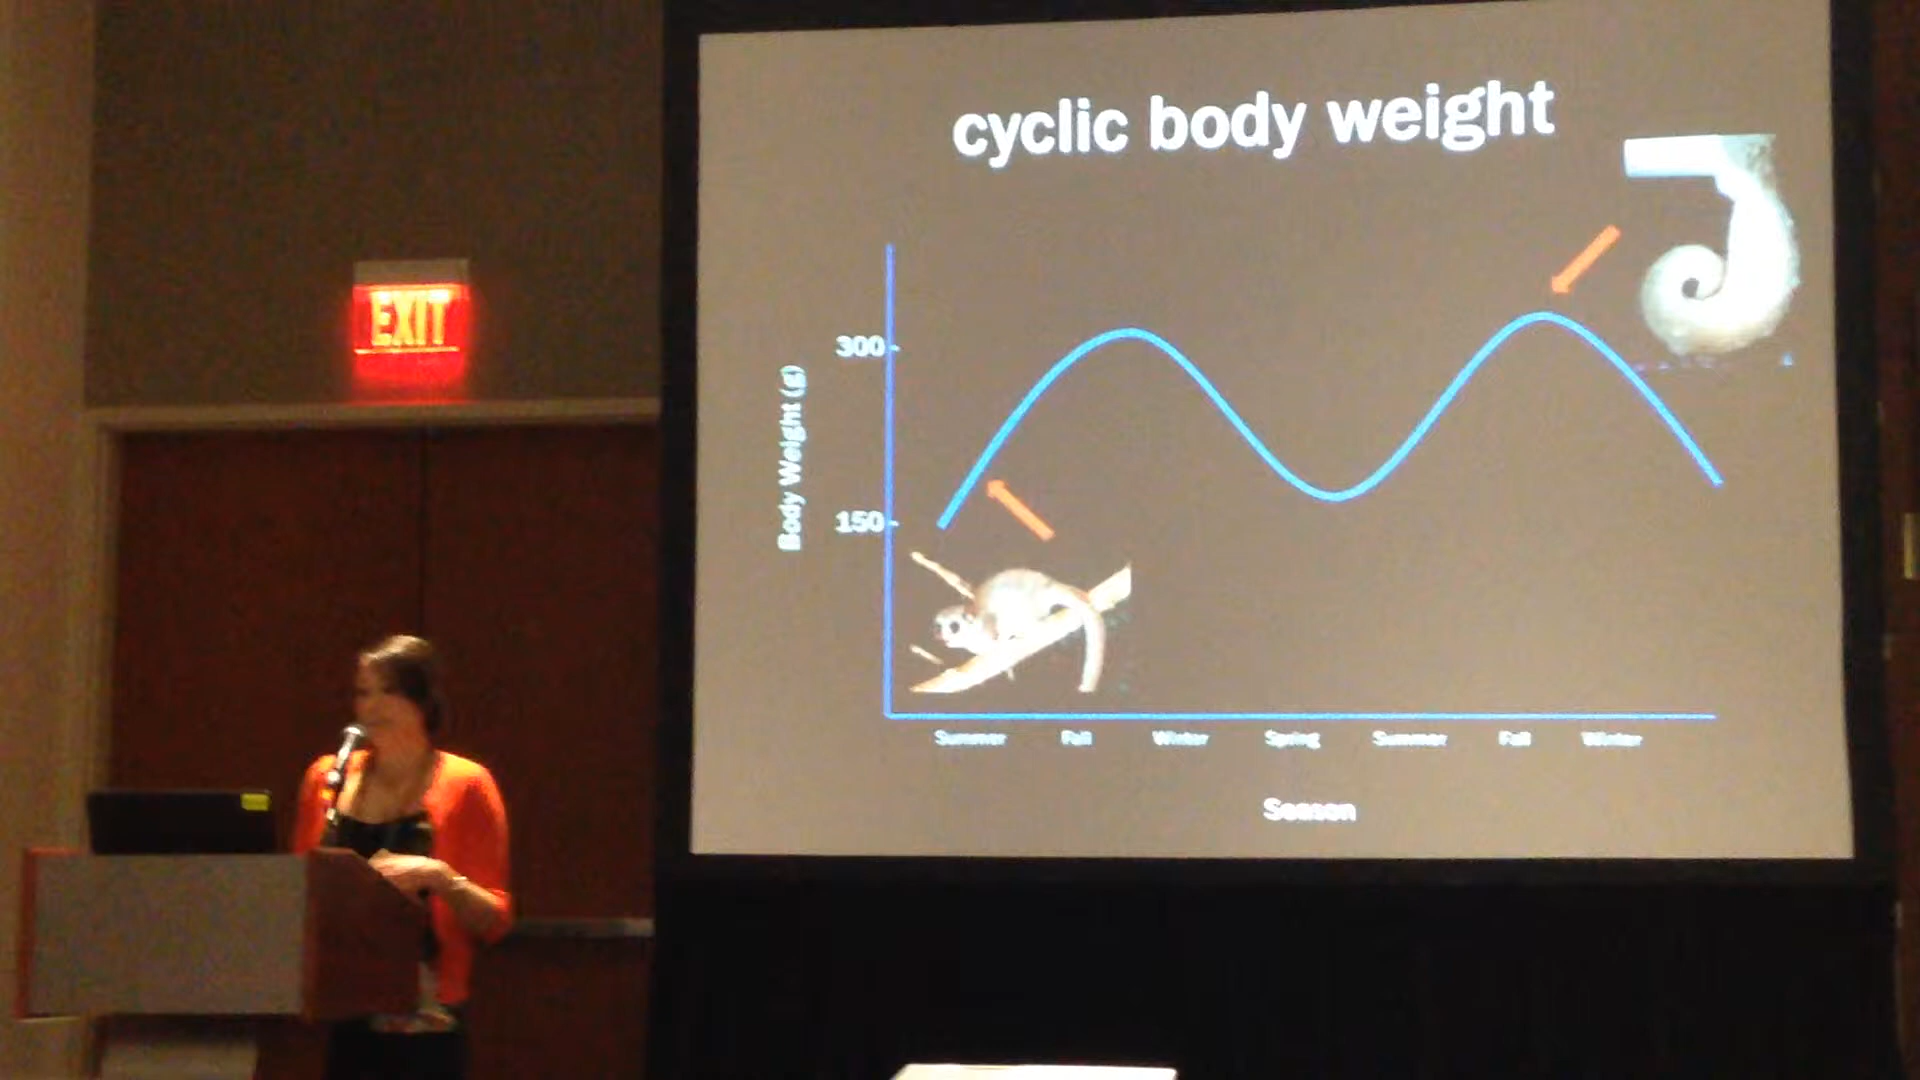 cyclic body weight
EXIT
300
Body Weight (g)
150
Summer Fall Winter Spring Summer Fall Winter
Season